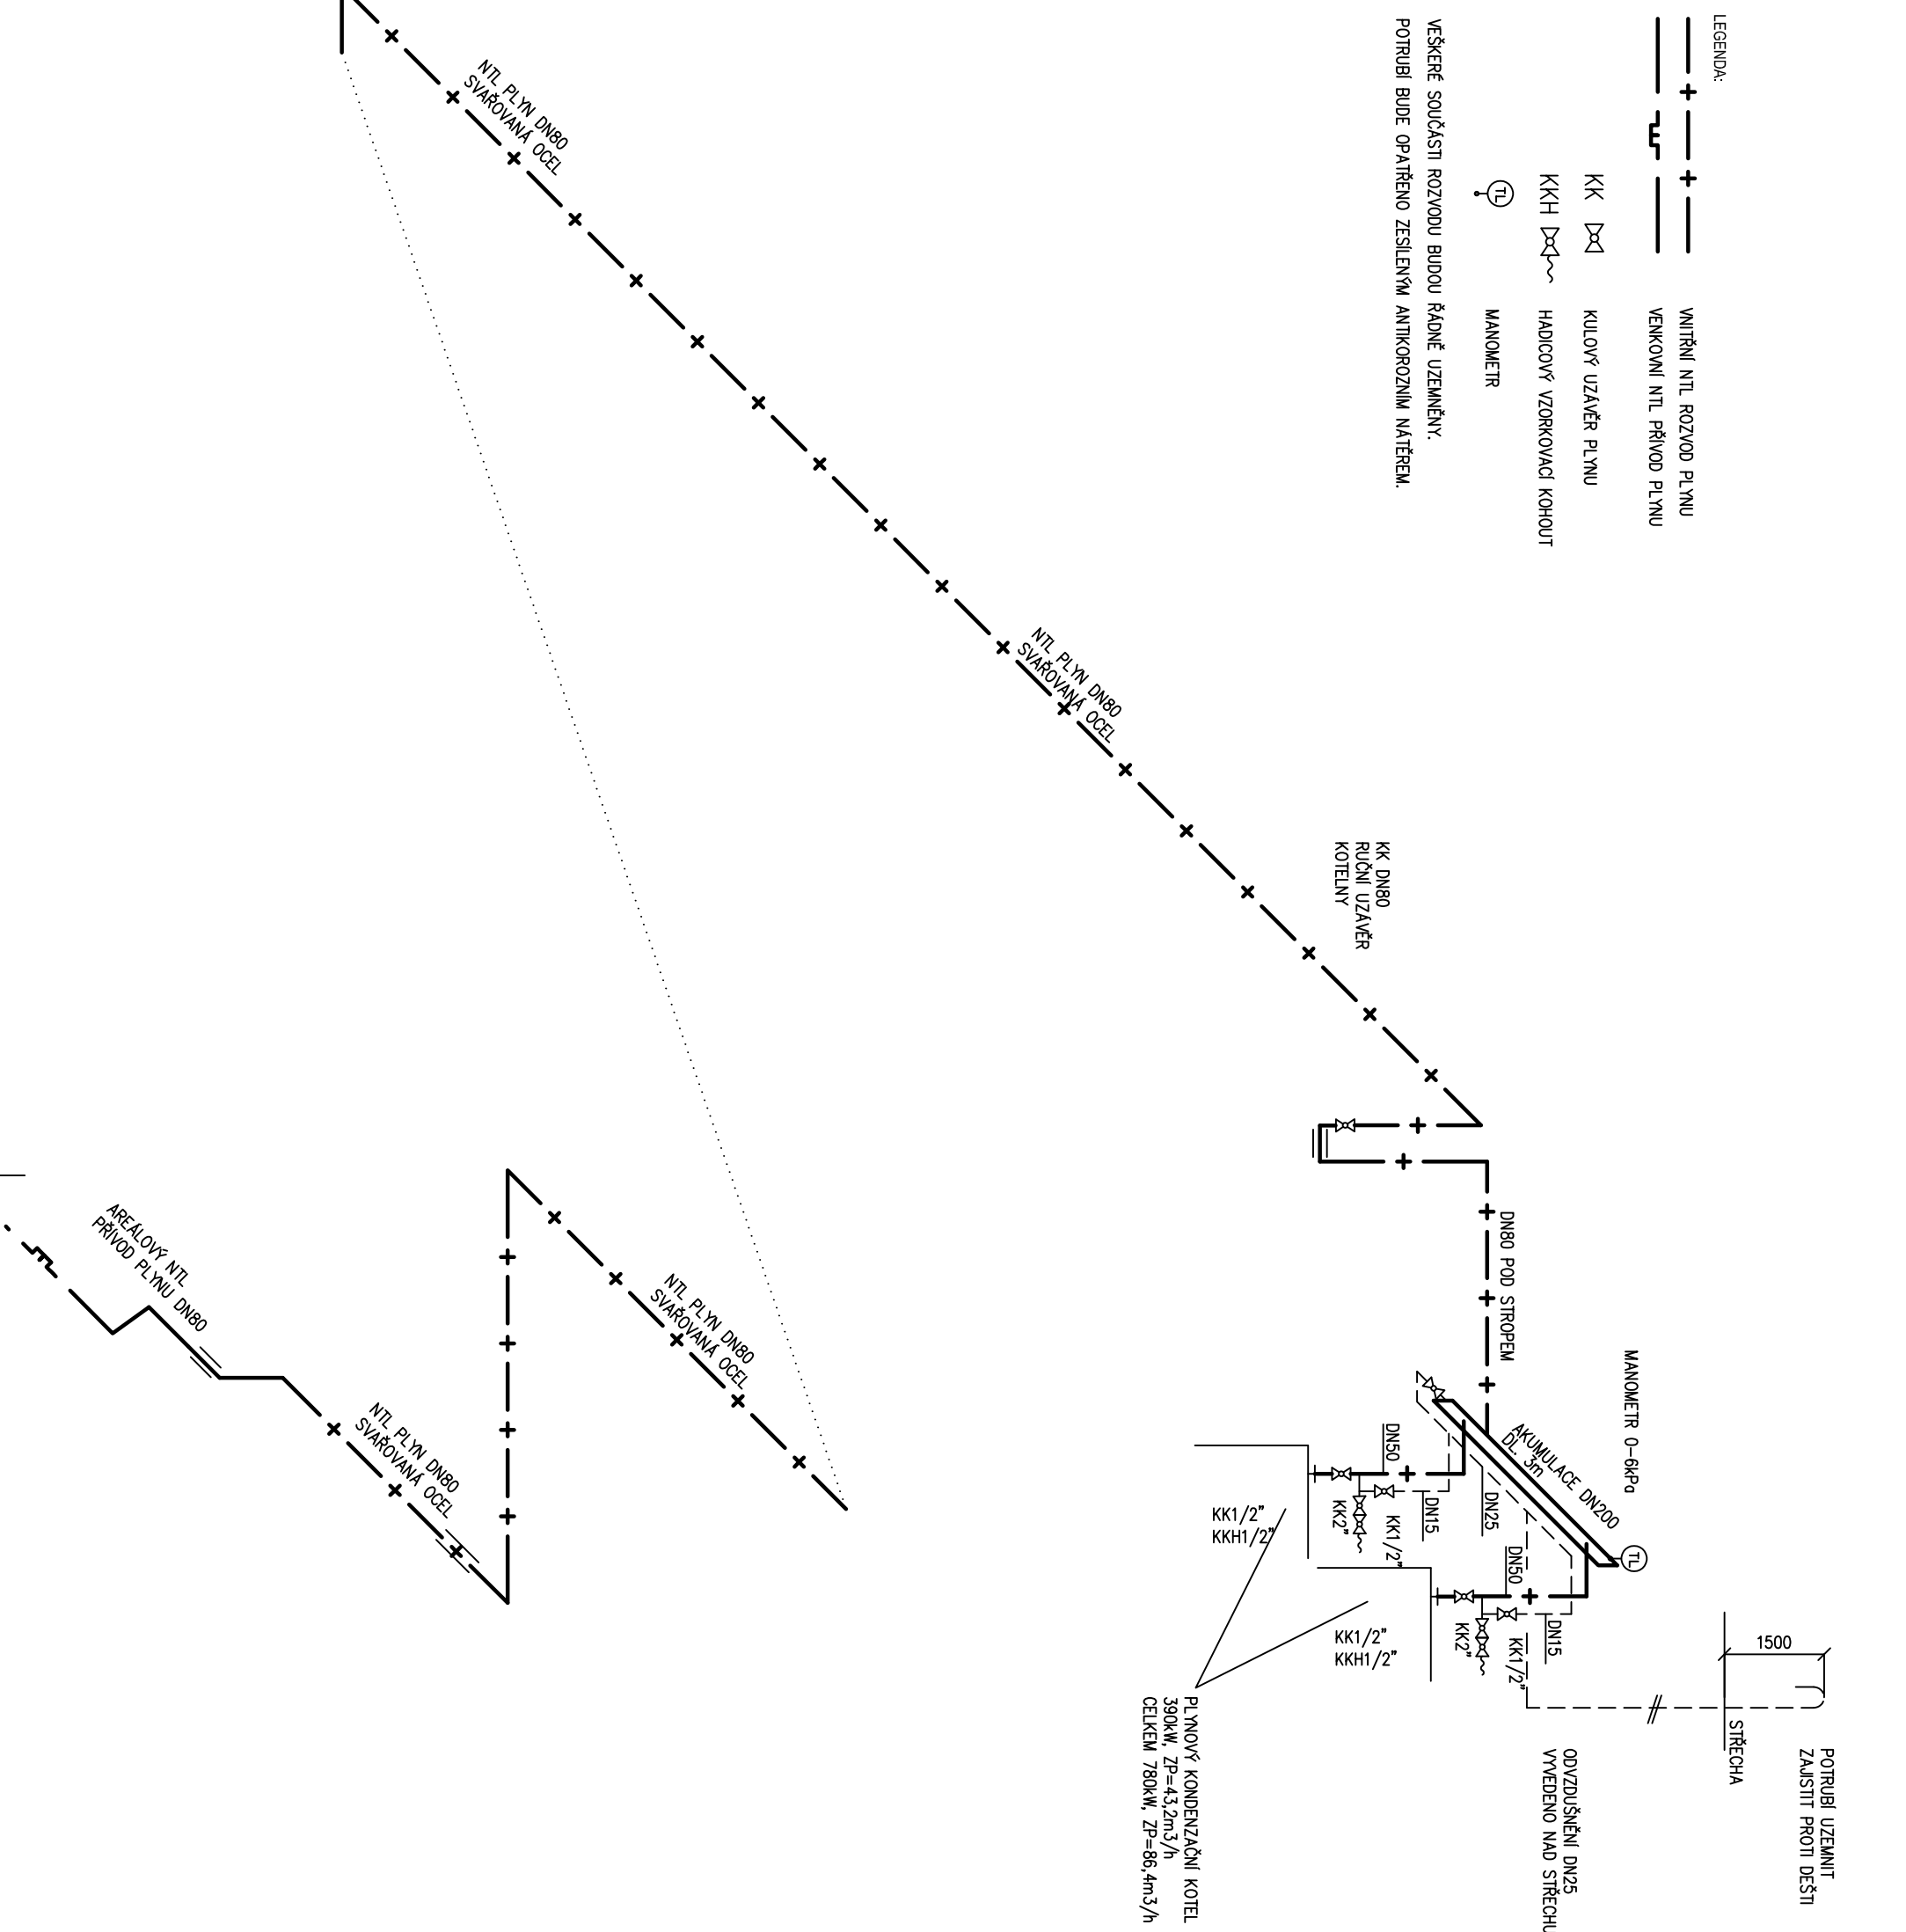 LEGENDA:
VNITŘNÍ NTL ROZVOD PLYNU
VENKOVNÍ NTL PŘÍVOD PLYNU
KK
KULOVÝ UZÁVĚR PLYNU
KKH
HADICOVÝ VZORKOVACÍ KOHOUT
TL
MANOMETR
VEŠKERÉ SOUČÁSTI ROZVODU BUDOU ŘÁDNĚ UZEMNĚNY.
POTRUBÍ BUDE OPATŘENO ZESÍLENÝM ANTIKOROZNÍM NÁTĚREM.
NTL PLYN DN80
SVAŘOVANÁ OCEL
NTL PLYN DN80
SVAŘOVANÁ OCEL
KK DN80
RUČNÍ UZÁVĚR
KOTELNY
DN80 POD STROPEM
MANOMETR 0-6kPa
AKUMULACE DN200
DL. 3m
TL
DN50
DN15
DN25
KK2"
KK1/2"
KK1/2"
KKH1/2"
DN50
DN15
KK2"
KK1/2"
KK1/2"
KKH1/2"
1500
STŘECHA
POTRUBÍ UZEMNIT
ZAJISTIT PROTI DEŠTI
ODVZDUŠNĚNÍ DN25
VYVEDENO NAD STŘECHU
PLYNOVÝ KONDENZAČNÍ KOTEL
390kW, ZP=43,2m3/h
CELKEM 780kW, ZP=86,4m3/h
NTL PLYN DN80
SVAŘOVANÁ OCEL
NTL PLYN DN80
SVAŘOVANÁ OCEL
AREÁLOVÝ NTL
PŘÍVOD PLYNU DN80